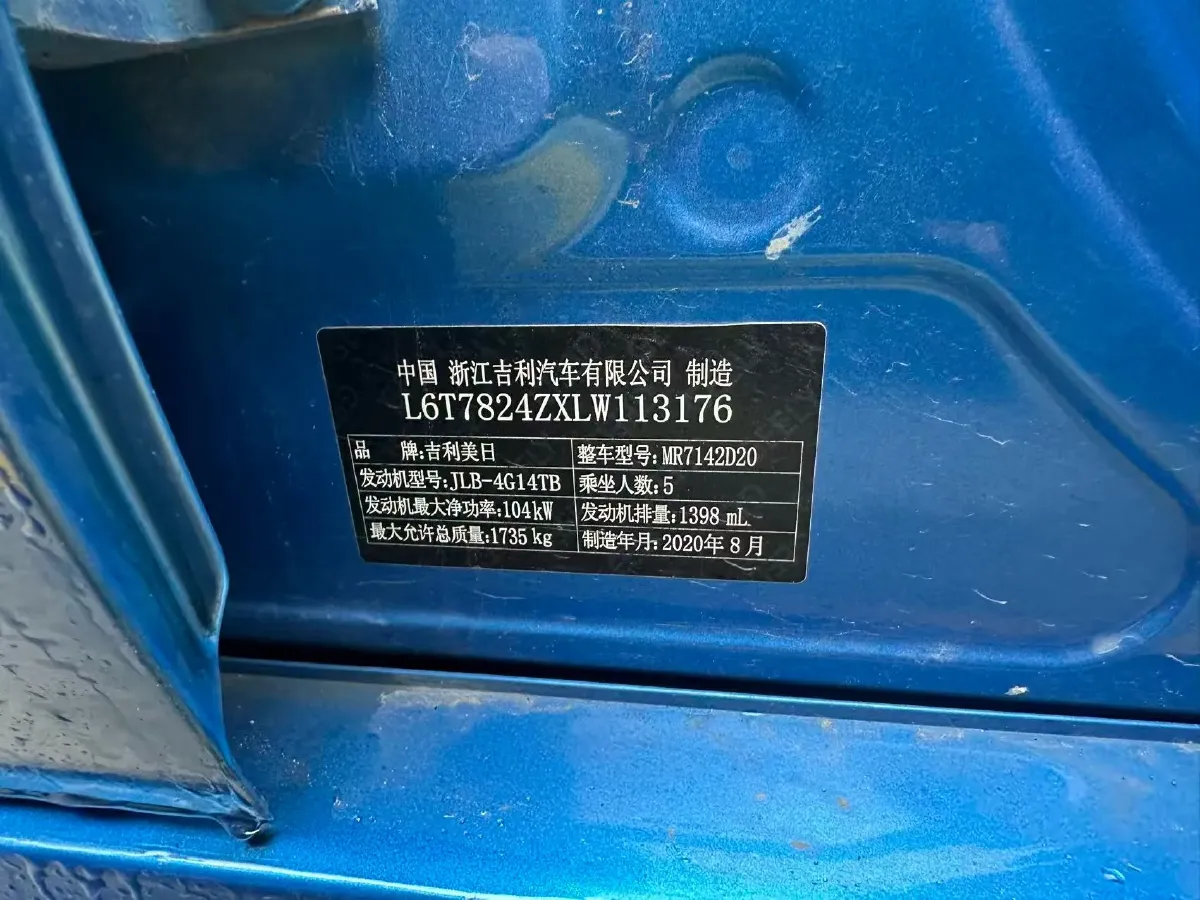 中国 浙江吉利汽车有限公司 制造
L6T7824ZXLW113176
品 牌:吉利美日 整车型号:MR7142D20
发动机型号:JLB-4G14TB 乘坐人数:5
发动机最大净功率:104kW 发动机排量:1398 mL
最大允许总质量:1735 kg 制造年月:2020年8月